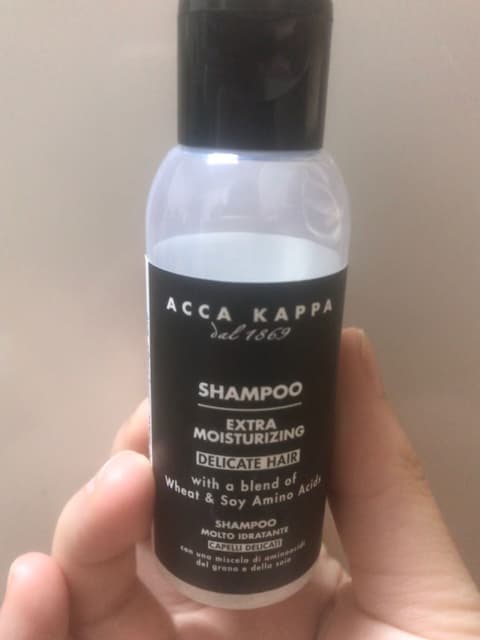 ACCA KAPPA
dal 1869
SHAMPOO
EXTRA
MOISTURIZING
DELICATE HAIR
with a blend of
Wheat & Soy Amino Acids
SHAMPOO
MOLTO IDRATANTE
CAPELLI DELICATI
con una miscela di aminoacidi
del grano e della soia